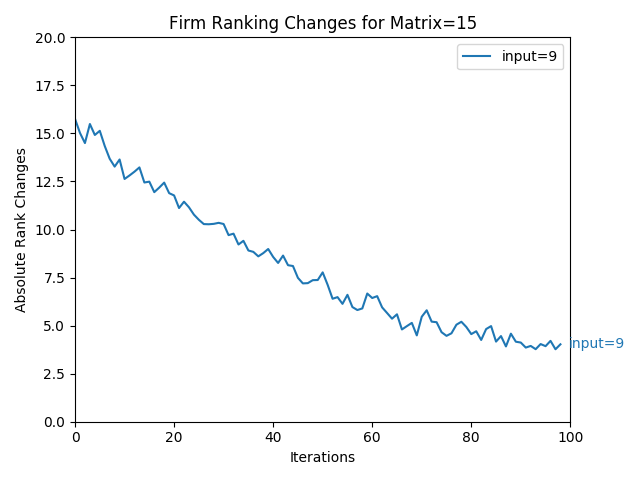 Firm Ranking Changes for Matrix=15
input=9
Absolute Rank Changes
20.0
17.5
15.0
12.5
10.0
7.5
5.0
2.5
0.0
input=9
0 20 40 60 80 100
Iterations